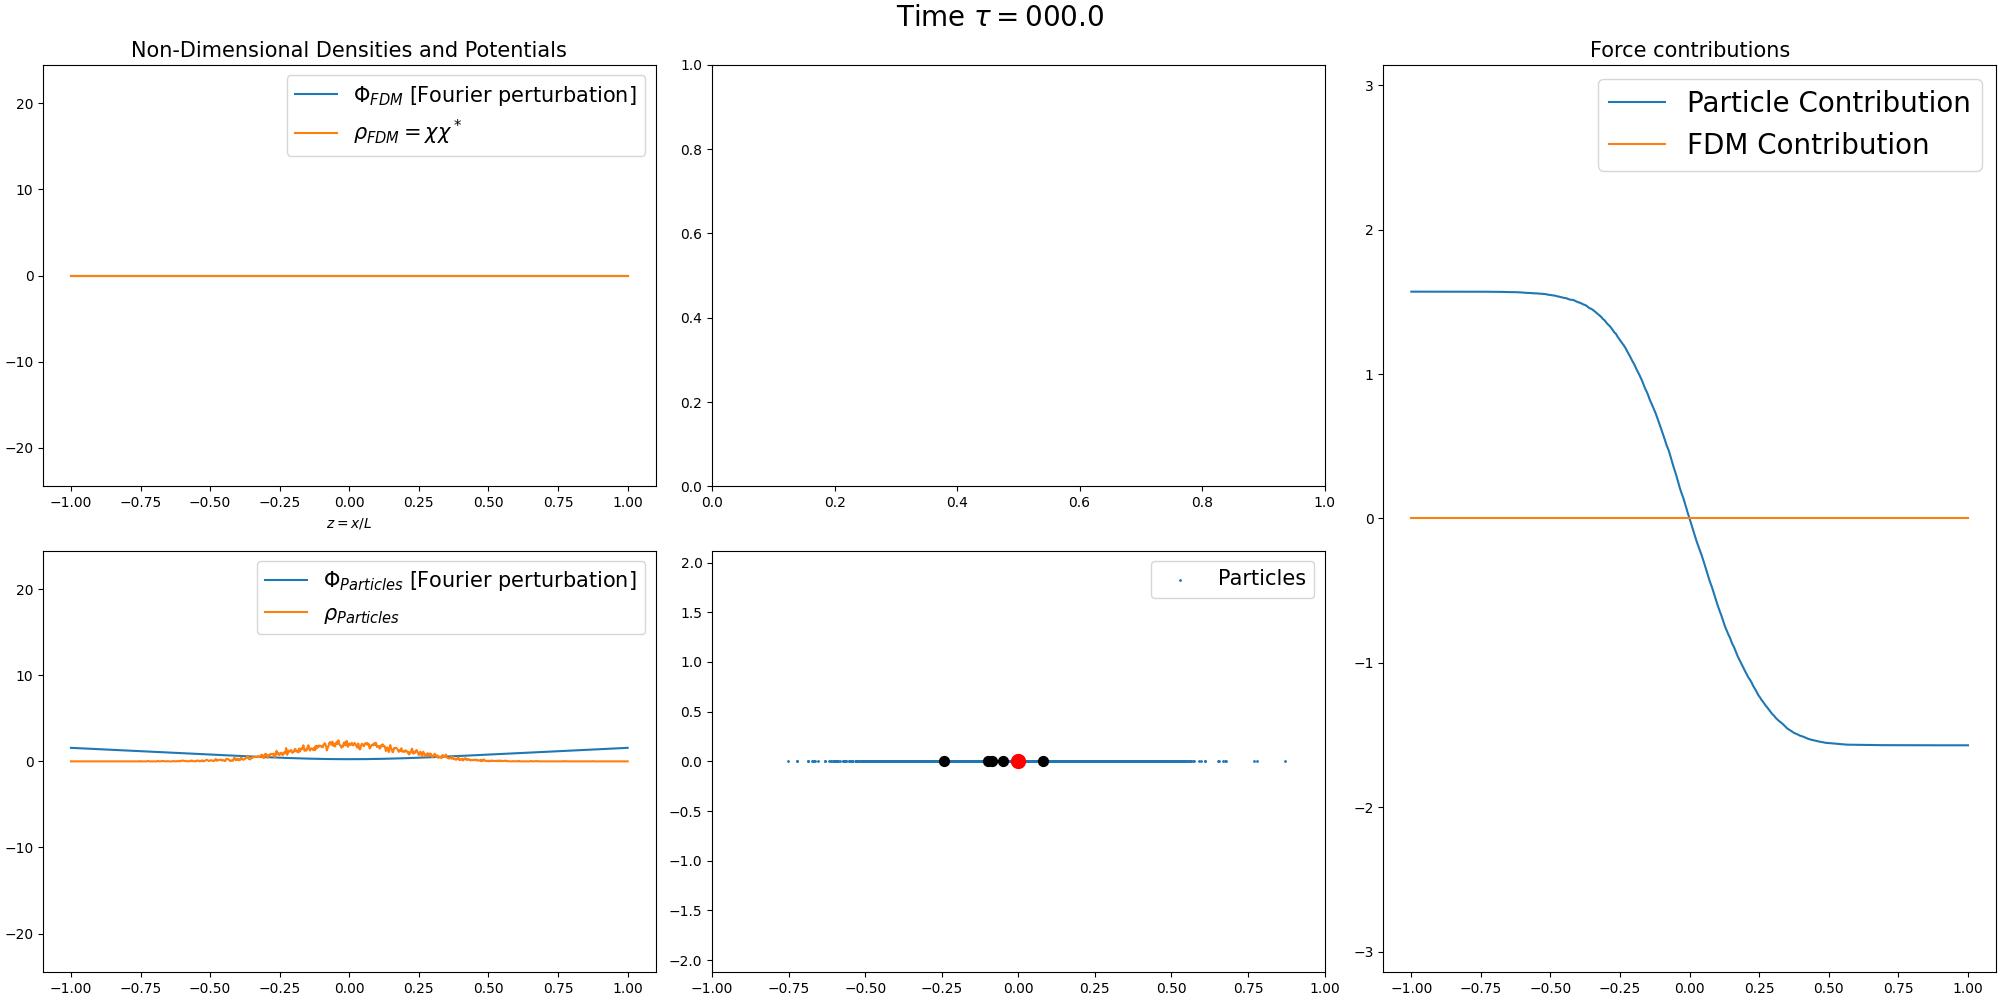 Time τ = 000.0
Non-Dimensional Densities and Potentials
Φ_FDM [Fourier perturbation]
ρ_FDM = χχ*
20
10
0
−10
−20
−1.00 −0.75 −0.50 −0.25 0.00 0.25 0.50 0.75 1.00
z = x/L
1.0
0.8
0.6
0.4
0.2
0.0
0.0 0.2 0.4 0.6 0.8 1.0
Force contributions
Particle Contribution
FDM Contribution
3
2
1
0
−1
−2
−3
−1.00 −0.75 −0.50 −0.25 0.00 0.25 0.50 0.75 1.00
Φ_Particles [Fourier perturbation]
ρ_Particles
20
10
0
−10
−20
−1.00 −0.75 −0.50 −0.25 0.00 0.25 0.50 0.75 1.00
Particles
2.0
1.5
1.0
0.5
0.0
−0.5
−1.0
−1.5
−2.0
−1.00 −0.75 −0.50 −0.25 0.00 0.25 0.50 0.75 1.00